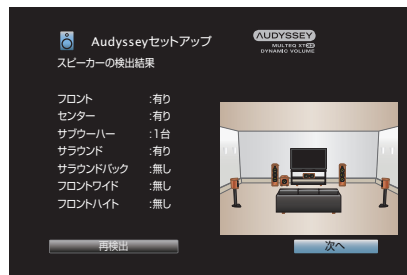 Audysseyセットアップ
AUDYSSEY
MULTEQ XT32
DYNAMIC VOLUME
スピーカーの検出結果
フロント :有り
センター :有り
サブウーハー :1台
サラウンド :有り
サラウンドバック :無し
フロントワイド :無し
フロントハイト :無し
再検出
次へ